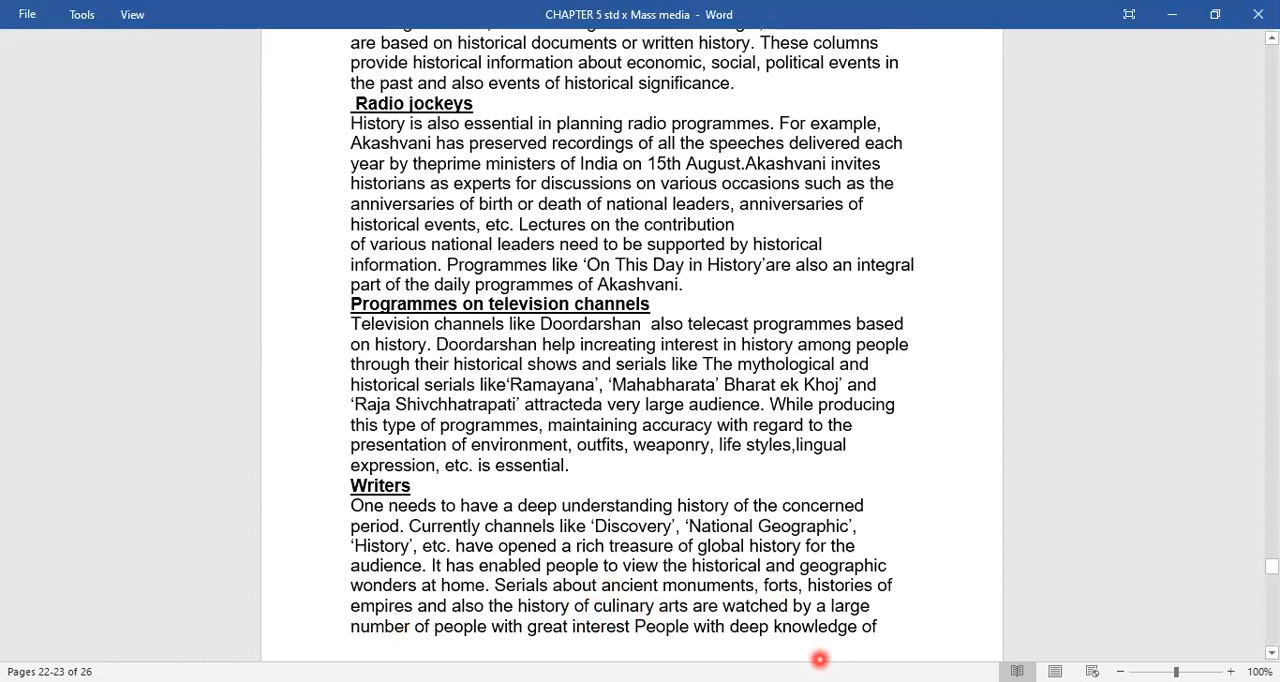 File Tools View CHAPTER 5 std x Mass media - Word
are based on historical documents or written history. These columns
provide historical information about economic, social, political events in
the past and also events of historical significance.
Radio jockeys
History is also essential in planning radio programmes. For example,
Akashvani has preserved recordings of all the speeches delivered each
year by theprime ministers of India on 15th August.Akashvani invites
historians as experts for discussions on various occasions such as the
anniversaries of birth or death of national leaders, anniversaries of
historical events, etc. Lectures on the contribution
of various national leaders need to be supported by historical
information. Programmes like ‘On This Day in History’are also an integral
part of the daily programmes of Akashvani.
Programmes on television channels
Television channels like Doordarshan also telecast programmes based
on history. Doordarshan help increating interest in history among people
through their historical shows and serials like The mythological and
historical serials like‘Ramayana’, ‘Mahabharata’ Bharat ek Khoj’ and
‘Raja Shivchhatrapati’ attracteda very large audience. While producing
this type of programmes, maintaining accuracy with regard to the
presentation of environment, outfits, weaponry, life styles,lingual
expression, etc. is essential.
Writers
One needs to have a deep understanding history of the concerned
period. Currently channels like ‘Discovery’, ‘National Geographic’,
‘History’, etc. have opened a rich treasure of global history for the
audience. It has enabled people to view the historical and geographic
wonders at home. Serials about ancient monuments, forts, histories of
empires and also the history of culinary arts are watched by a large
number of people with great interest People with deep knowledge of
Pages 22-23 of 26 100%